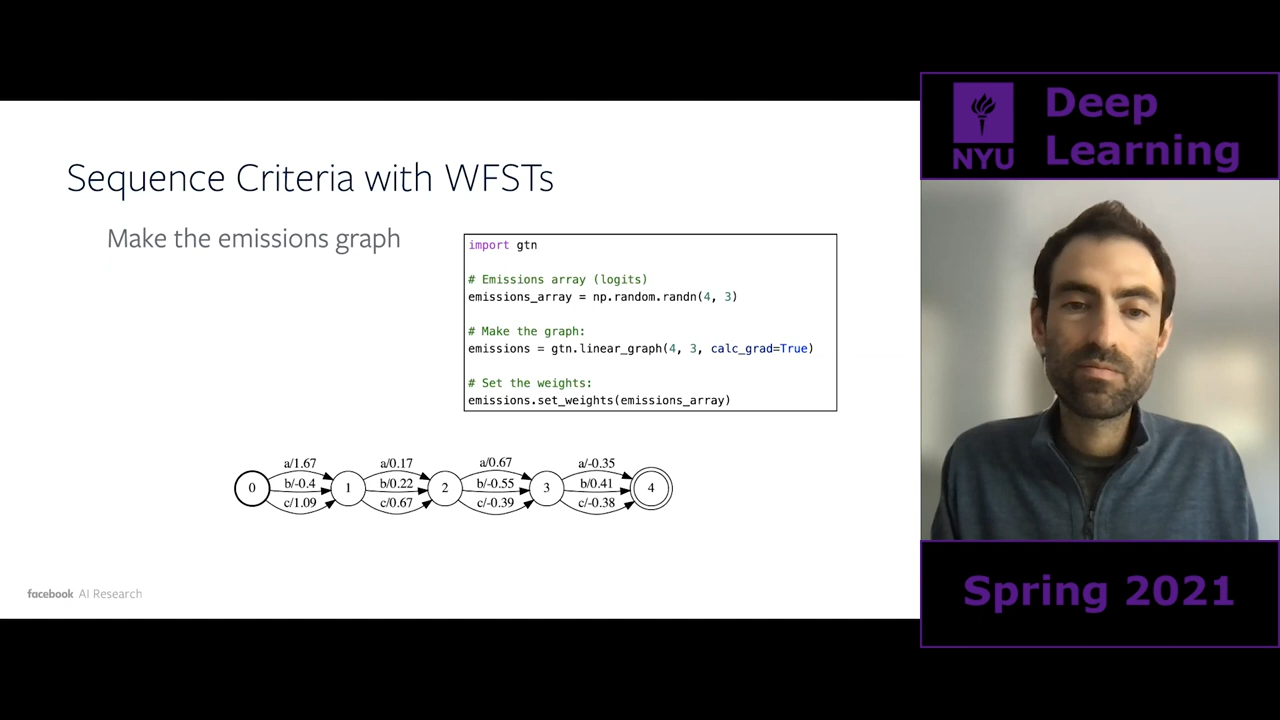 Sequence Criteria with WFSTs
Make the emissions graph
import gtn
# Emissions array (logits)
emissions_array = np.random.randn(4, 3)
# Make the graph:
emissions = gtn.linear_graph(4, 3, calc_grad=True)
# Set the weights:
emissions.set_weights(emissions_array)
a/1.67 a/0.17 a/0.67 a/-0.35
0 b/-0.4 1 b/0.22 2 b/-0.55 3 b/0.41 4
c/1.09 c/0.67 c/-0.39 c/-0.38
facebook AI Research
NYU
Deep
Learning
Spring 2021